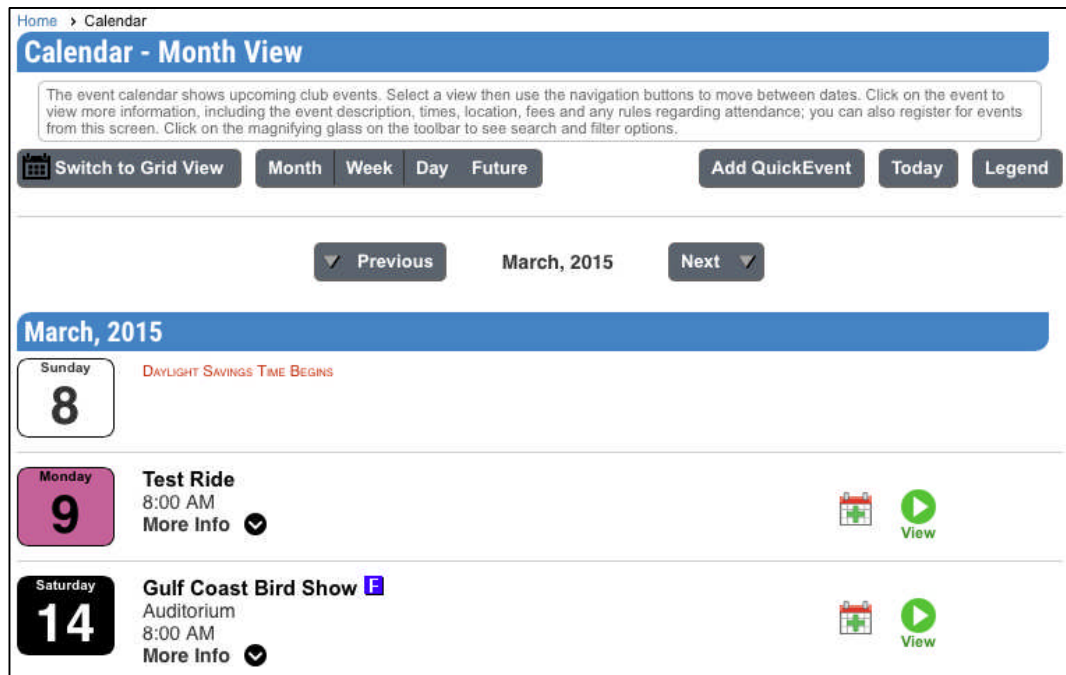 Home > Calendar
Calendar - Month View
The event calendar shows upcoming club events. Select a view then use the navigation buttons to move between dates. Click on the event to
view more information, including the event description, times, location, fees and any rules regarding attendance; you can also register for events
from this screen. Click on the magnifying glass on the toolbar to see search and filter options.
Switch to Grid View Month Week Day Future Add QuickEvent Today Legend
Previous March, 2015 Next
March, 2015
Sunday
8
Daylight Savings Time Begins
Monday
9
Test Ride
8:00 AM
More Info
View
Saturday
14
Gulf Coast Bird Show F
Auditorium
8:00 AM
More Info
View